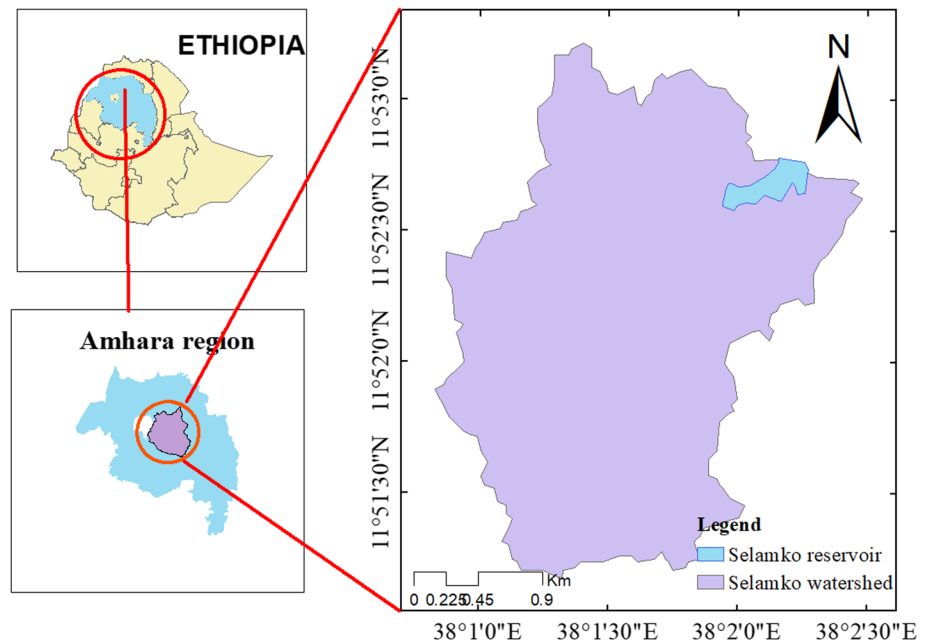 ETHIOPIA
Amhara region
N
11°53'0"N
11°52'30"N
11°52'0"N
11°51'30"N
Legend
Selamko reservoir
Selamko watershed
Km
0 0.225 0.45 0.9
38°1'0"E 38°1'30"E 38°2'0"E 38°2'30"E